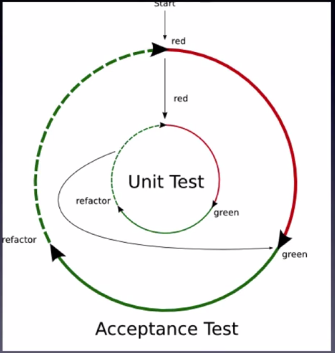 Start
red
red
Unit Test
refactor
green
refactor
green
Acceptance Test